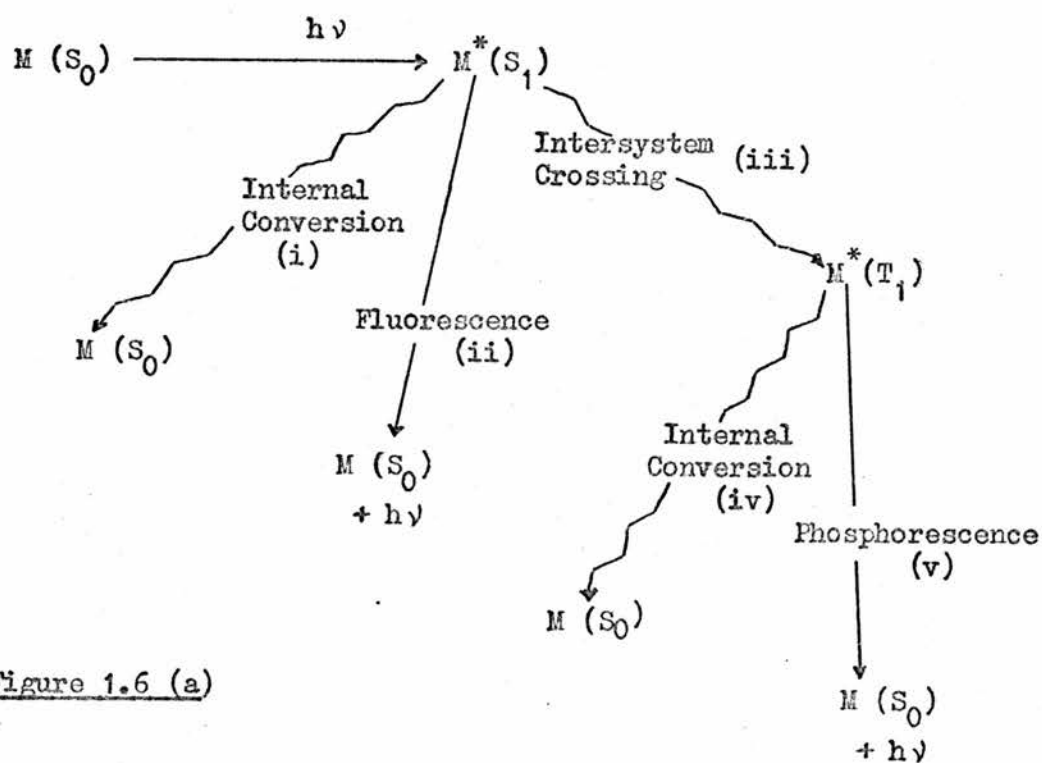 hν
M (S₀)
M*(S₁)
Intersystem
Crossing
(iii)
Internal
Conversion
(i)
M*(T₁)
M (S₀)
Fluorescence
(ii)
Internal
Conversion
(iv)
M (S₀)
+ hν
Phosphorescence
(v)
M (S₀)
igure 1.6 (a)
M (S₀)
+ hν